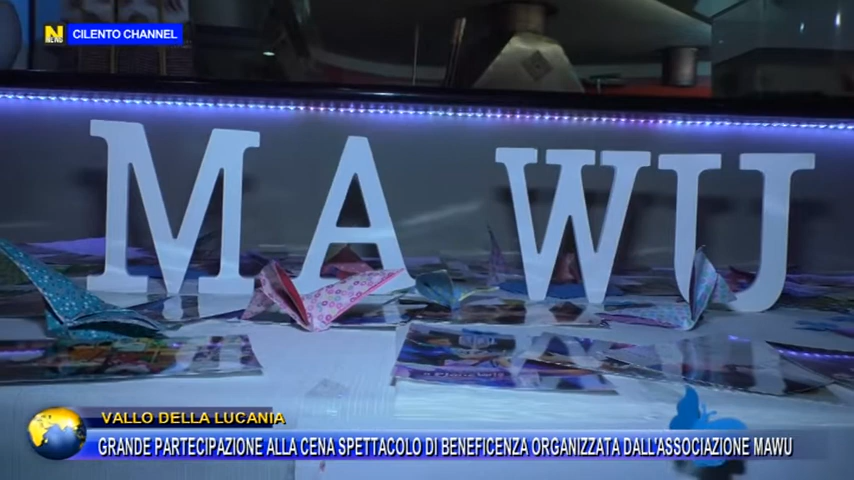 N CILENTO CHANNEL
MA WU
VALLO DELLA LUCANIA
GRANDE PARTECIPAZIONE ALLA CENA SPETTACOLO DI BENEFICENZA ORGANIZZATA DALL'ASSOCIAZIONE MAWU